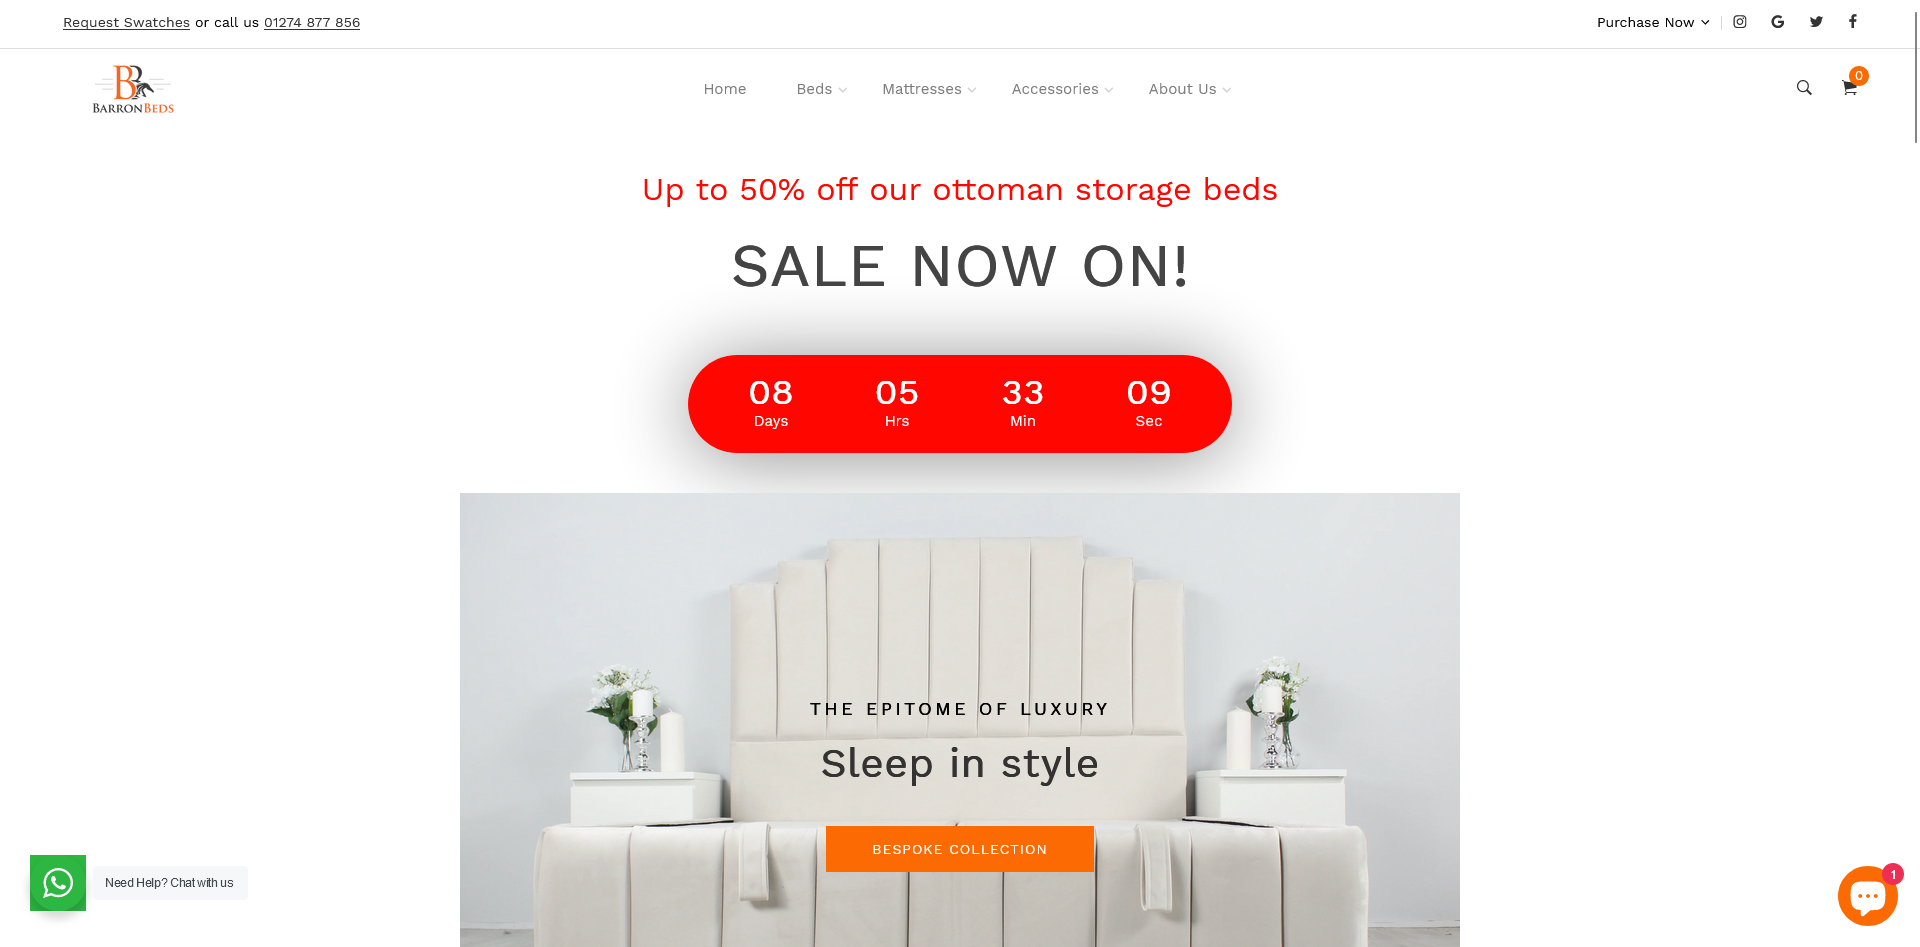 Request Swatches or call us 01274 877 856
Purchase Now
BARRONBEDS
Home
Beds
Mattresses
Accessories
About Us
0
Up to 50% off our ottoman storage beds
SALE NOW ON!
08 05 33 09
Days Hrs Min Sec
THE EPITOME OF LUXURY
Sleep in style
BESPOKE COLLECTION
Need Help? Chat with us
1